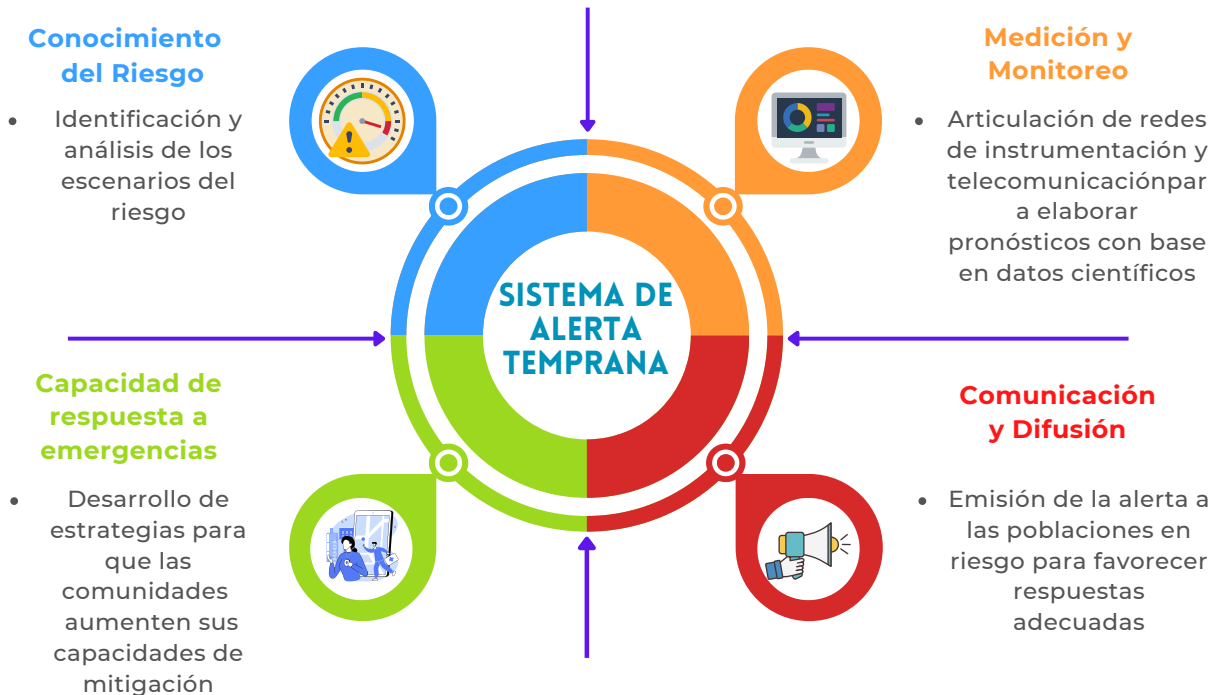 Conocimiento
del Riesgo
• Identificación y
análisis de los
escenarios del
riesgo
Medición y
Monitoreo
• Articulación de redes
de instrumentación y
telecomunicaciónpar
a elaborar
pronósticos con base
en datos científicos
SISTEMA DE
ALERTA
TEMPRANA
Capacidad de
respuesta a
emergencias
• Desarrollo de
estrategias para
que las
comunidades
aumenten sus
capacidades de
mitigación
Comunicación
y Difusión
• Emisión de la alerta a
las poblaciones en
riesgo para favorecer
respuestas
adecuadas